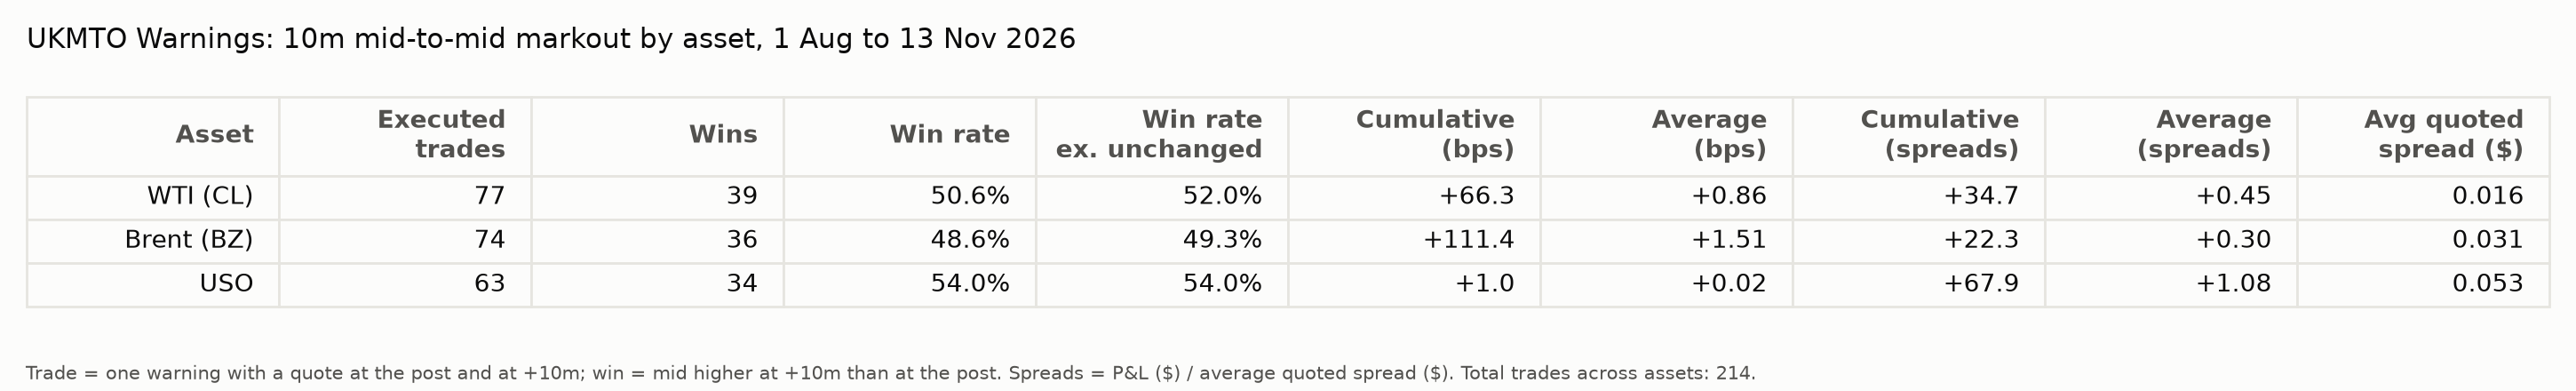 UKMTO Warnings: 10m mid-to-mid markout by asset, 1 Aug to 13 Nov 2026
Asset Executed trades Wins Win rate Win rate ex. unchanged Cumulative (bps) Average (bps) Cumulative (spreads) Average (spreads) Avg quoted spread ($)
WTI (CL) 77 39 50.6% 52.0% +66.3 +0.86 +34.7 +0.45 0.016
Brent (BZ) 74 36 48.6% 49.3% +111.4 +1.51 +22.3 +0.30 0.031
USO 63 34 54.0% 54.0% +1.0 +0.02 +67.9 +1.08 0.053
Trade = one warning with a quote at the post and at +10m; win = mid higher at +10m than at the post. Spreads = P&L ($) / average quoted spread ($). Total trades across assets: 214.